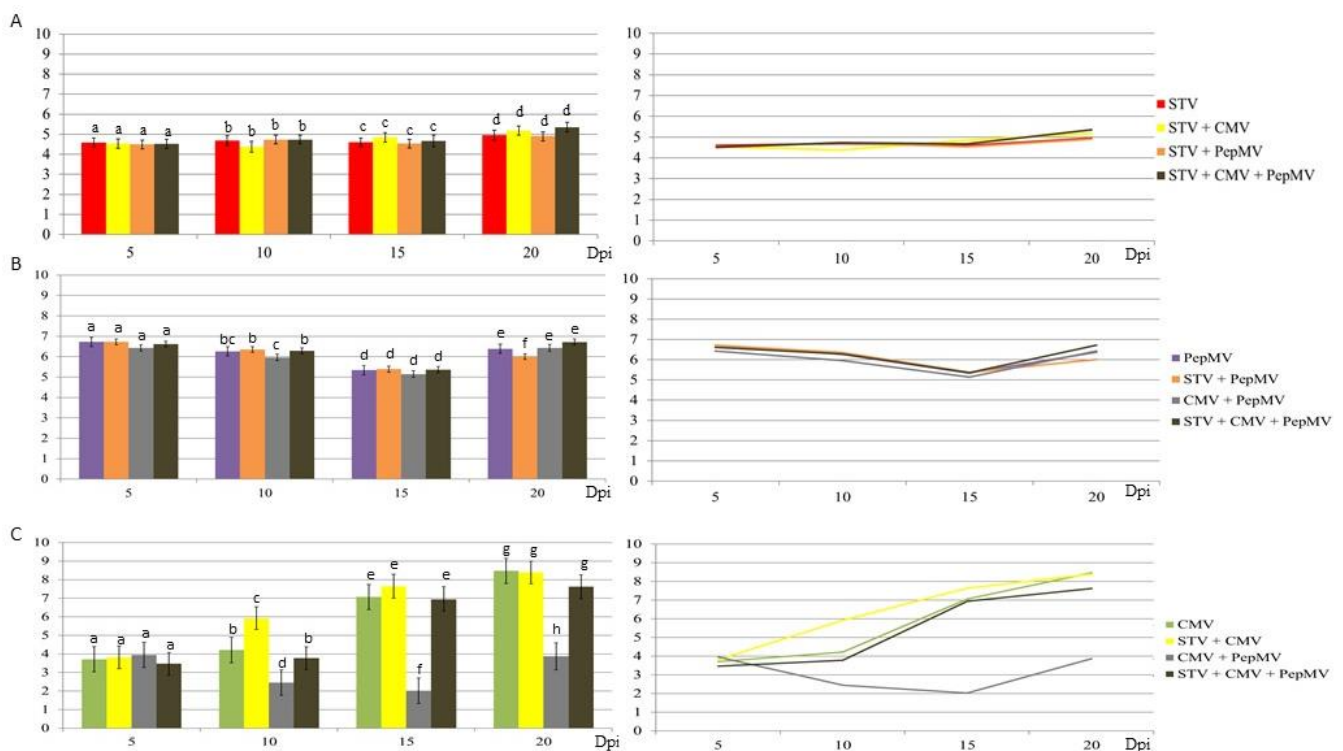 A
10
9
8
7
6
5
4
3
2
1
0
a a a a
b b b b
c c c c
d d d d
5 10 15 20 Dpi
10
9
8
7
6
5
4
3
2
1
0
5 10 15 20 Dpi
STV
STV + CMV
STV + PepMV
STV + CMV + PepMV
B
10
9
8
7
6
5
4
3
2
1
0
a a a a
bc b c b
d d d d
e f e e
5 10 15 20 Dpi
10
9
8
7
6
5
4
3
2
1
0
5 10 15 20 Dpi
PepMV
STV + PepMV
CMV + PepMV
STV + CMV + PepMV
C
10
9
8
7
6
5
4
3
2
1
0
a a a a
b c d b
e e f e
g g h g
5 10 15 20 Dpi
10
9
8
7
6
5
4
3
2
1
0
5 10 15 20 Dpi
CMV
STV + CMV
CMV + PepMV
STV + CMV + PepMV